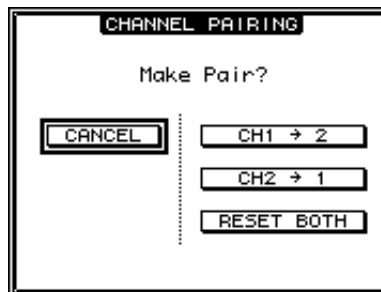 CHANNEL PAIRING
Make Pair?
CANCEL
CH1 → 2
CH2 → 1
RESET BOTH